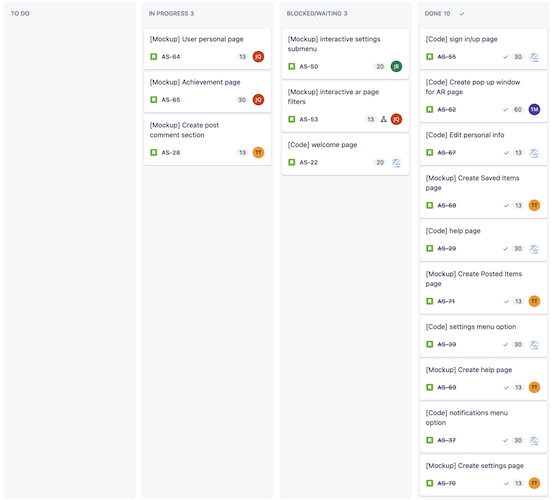 TO DO
IN PROGRESS 3
[Mockup] User personal page
AS-64 13 JQ
[Mockup] Achievement page
AS-65 30 JQ
[Mockup] Create post
comment section
AS-28 13 TT
BLOCKED/WAITING 3
[Mockup] interactive settings
submenu
AS-50 20 JB
[Mockup] interactive ar page
filters
AS-53 13 JQ
[Code] welcome page
AS-22 20
DONE 10
[Code] sign in/up page
AS-55 30
[Code] Create pop up window
for AR page
AS-62 60 TM
[Code] Edit personal info
AS-67 13
[Mockup] Create Saved Items
page
AS-68 13 TT
[Code] help page
AS-29 30
[Mockup] Create Posted Items
page
AS-71 13 TT
[Code] settings menu option
AS-39 30
[Mockup] Create help page
AS-69 13 TT
[Code] notifications menu
option
AS-37 30
[Mockup] Create settings page
AS-70 13 TT